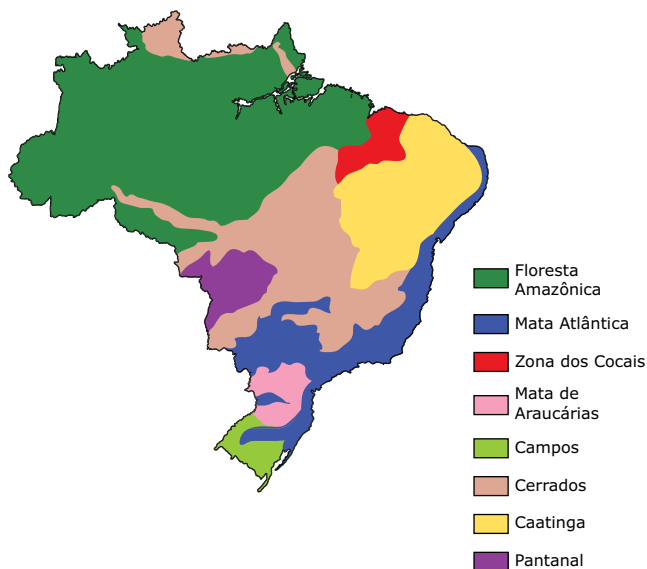 Floresta
Amazônica
Mata Atlântica
Zona dos Cocais
Mata de
Araucárias
Campos
Cerrados
Caatinga
Pantanal